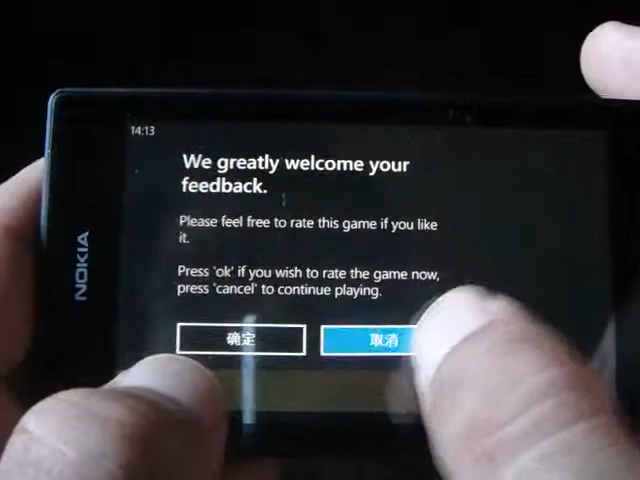 14:13
We greatly welcome your
feedback.
Please feel free to rate this game if you like
it.
Press 'ok' if you wish to rate the game now,
press 'cancel' to continue playing.
确定
取消
NOKIA